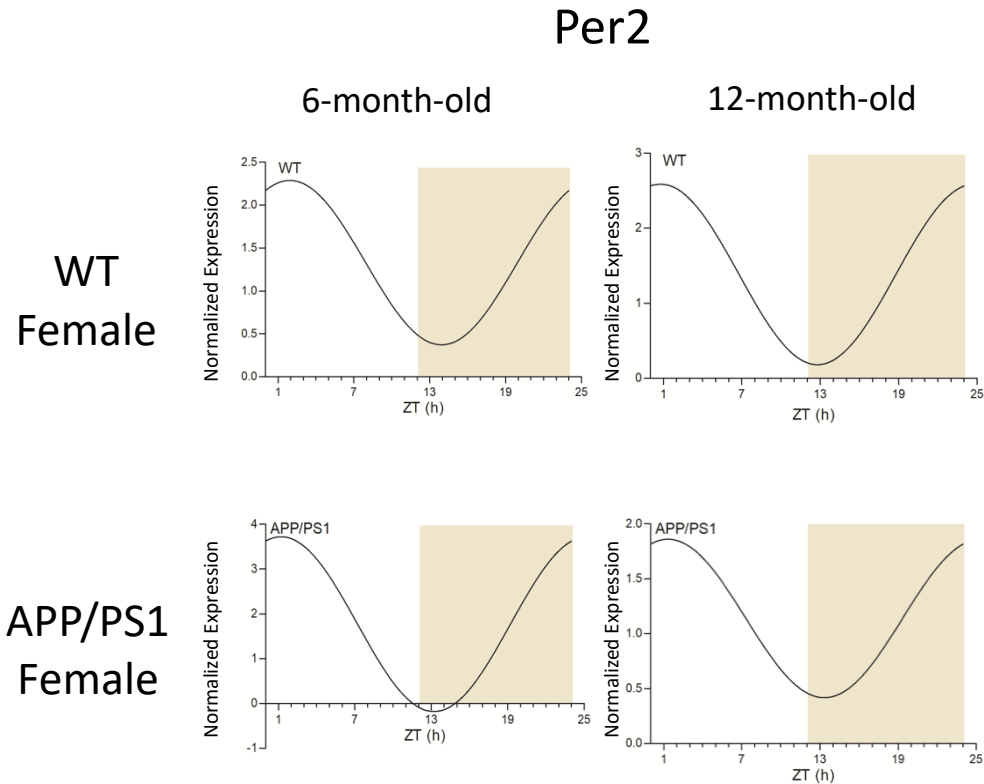 Per2
6-month-old
12-month-old
WT
Female
Normalized Expression
2.5
2.0
1.5
1.0
0.5
0.0
WT
1 7 13 19 25
ZT (h)
Normalized Expression
3
2
1
0
WT
1 7 13 19 25
ZT (h)
APP/PS1
Female
Normalized Expression
4
3
2
1
0
-1
APP/PS1
1 7 13 19 25
ZT (h)
Normalized Expression
2.0
1.5
1.0
0.5
0.0
APP/PS1
1 7 13 19 25
ZT (h)